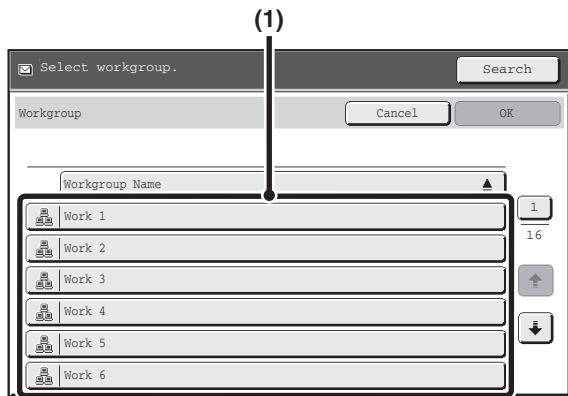 (1)
Select workgroup.
Search
Workgroup
Cancel
OK
Workgroup Name
Work 1
1
16
Work 2
Work 3
Work 4
Work 5
Work 6